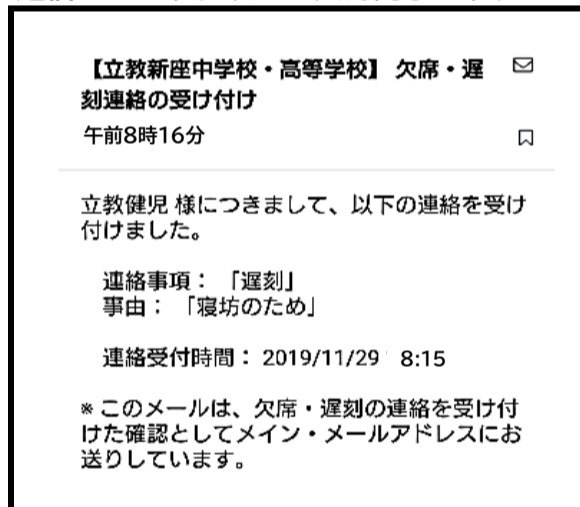 【立教新座中学校・高等学校】 欠席・遅
刻連絡の受け付け
午前8時16分
立教健児 様につきまして、以下の連絡を受け
付けました。
連絡事項： 「遅刻」
事由： 「寝坊のため」
連絡受付時間： 2019/11/29 8:15
※ このメールは、欠席・遅刻の連絡を受け付
けた確認としてメイン・メールアドレスにお
送りしています。